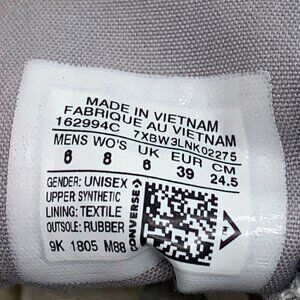 MADE IN VIETNAM
FABRIQUE AU VIETNAM
162994C 7XBW3LNK02275
MENS WO'S UK EUR CM
6 8 6 39 24.5
GENDER: UNISEX
UPPER: SYNTHETIC
LINING: TEXTILE
OUTSOLE: RUBBER
9K 1805 M88
CONVERSE